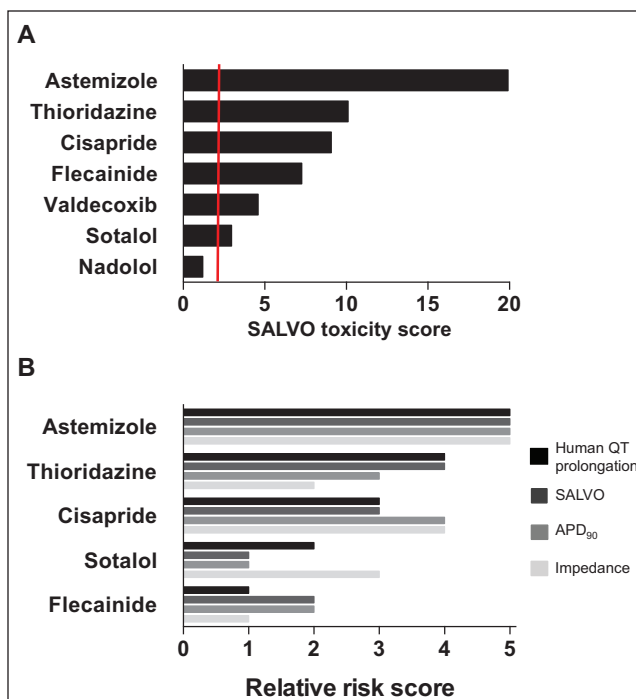 A
Astemizole
Thioridazine
Cisapride
Flecainide
Valdecoxib
Sotalol
Nadolol
0 5 10 15 20
SALVO toxicity score
B
Astemizole
Thioridazine
Cisapride
Sotalol
Flecainide
Human QT
prolongation
SALVO
APD₉₀
Impedance
0 1 2 3 4 5
Relative risk score